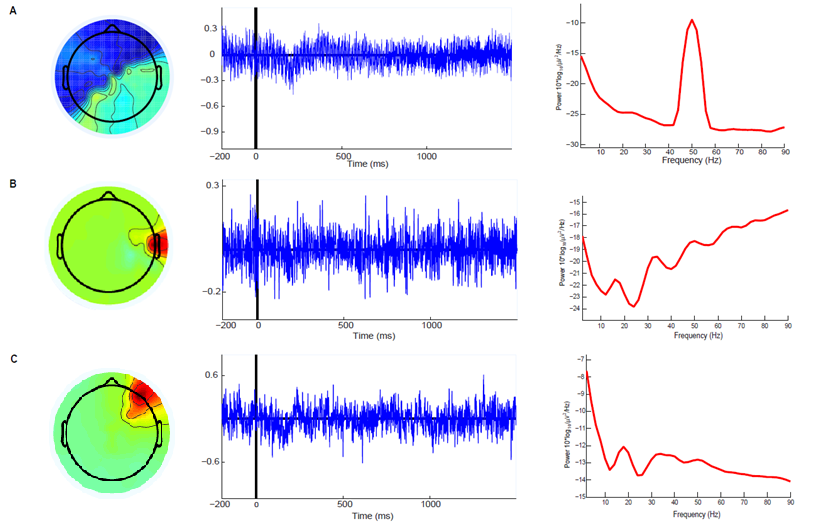 A
0.3
0
−0.3
−0.6
−0.9
−200 0 500 1000
Time (ms)
Power 10*log₁₀(μV²/Hz)
−10
−15
−20
−25
−30
10 20 30 40 50 60 70 80 90
Frequency (Hz)
B
0.3
−0.2
−200 0 500 1000
Time (ms)
Power 10*log₁₀(μV²/Hz)
−15
−16
−17
−18
−19
−20
−21
−22
−23
−24
10 20 30 40 50 60 70 80 90
Frequency (Hz)
C
0.6
−0.6
−200 0 500 1000
Time (ms)
Power 10*log₁₀(μV²/Hz)
−7
−8
−9
−10
−11
−12
−13
−14
−15
10 20 30 40 50 60 70 80 90
Frequency (Hz)